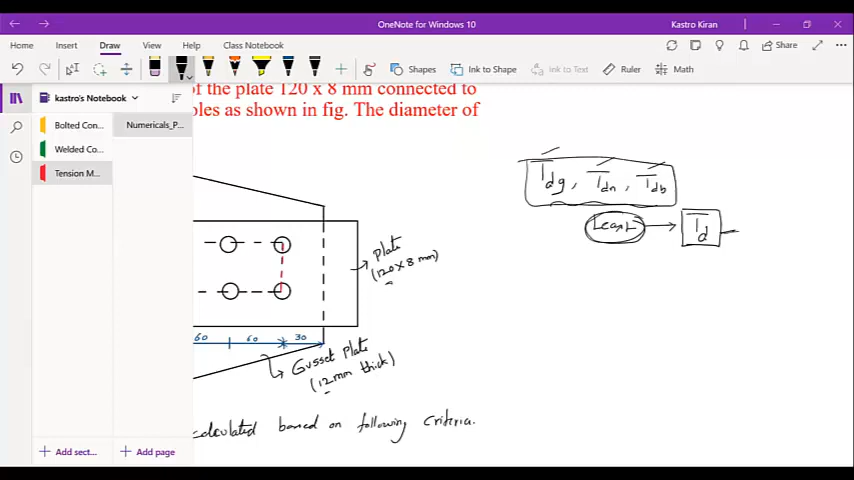 OneNote for Windows 10
Kastro Kiran
Home Insert Draw View Help Class Notebook
Share
Shapes Ink to Shape Ink to Text Ruler Math
kastro's Notebook
Bolted Con...
Welded Co...
Tension M...
Numericals_P...
Add sect...
Add page
of the plate 120 x 8 mm connected to
oles as shown in fig. The diameter of
Tdg, Tdn, Tdb
Least
Td
Plate
(120 x 8 mm)
60 60 30
Gusset Plate
(12mm thick)
calculated based on following criteria.